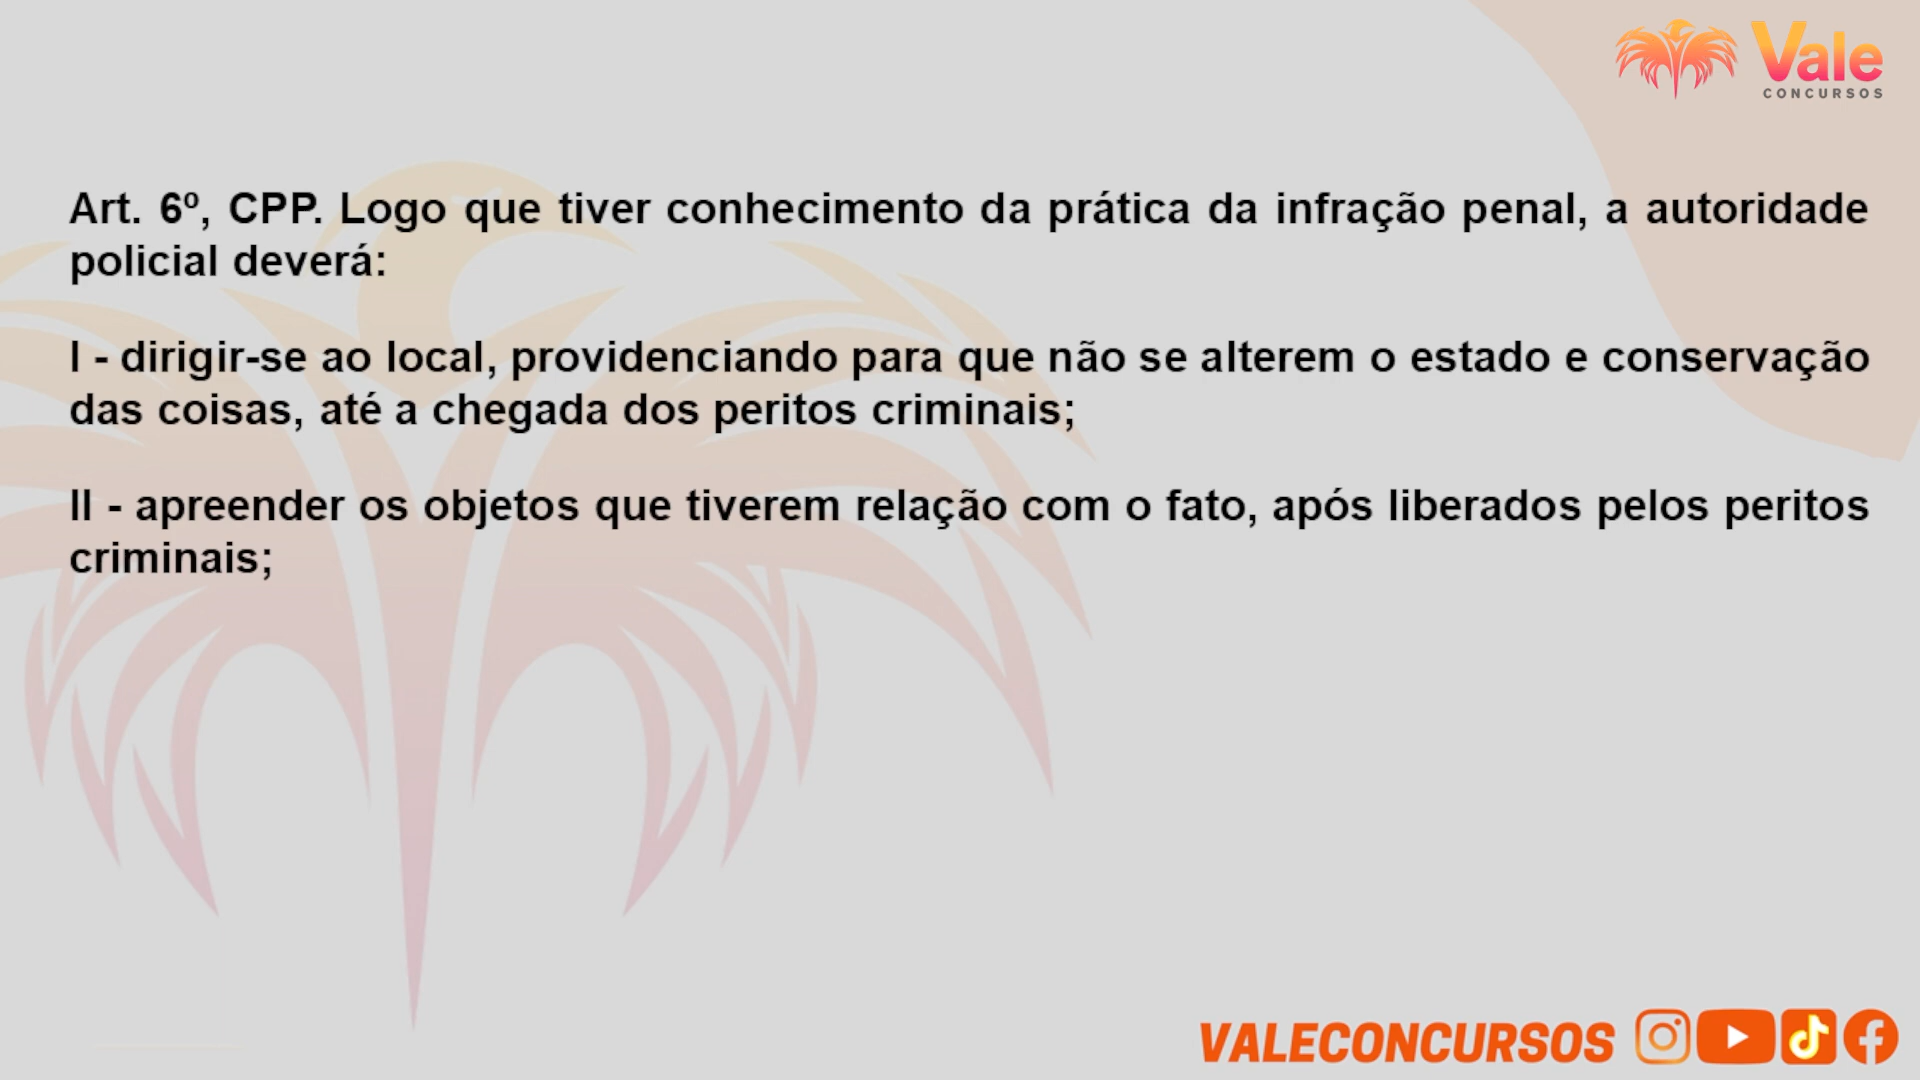 Vale
CONCURSOS
Art. 6º, CPP. Logo que tiver conhecimento da prática da infração penal, a autoridade
policial deverá:
I - dirigir-se ao local, providenciando para que não se alterem o estado e conservação
das coisas, até a chegada dos peritos criminais;
II - apreender os objetos que tiverem relação com o fato, após liberados pelos peritos
criminais;
VALECONCURSOS